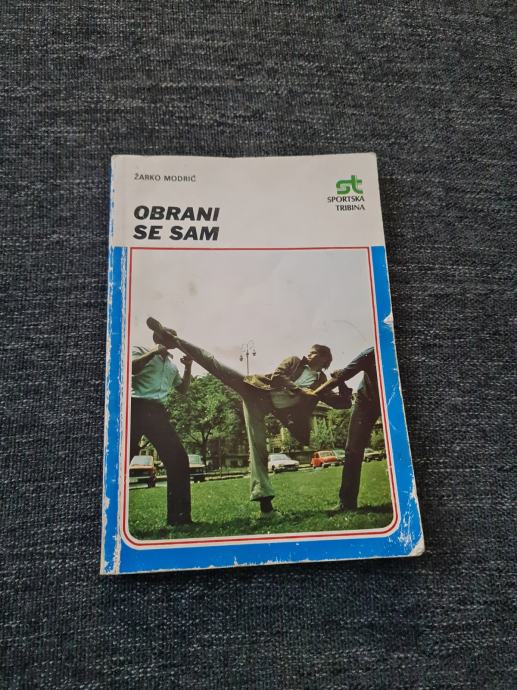 ŽARKO MODRIĆ
OBRANI
SE SAM
st
SPORTSKA
TRIBINA